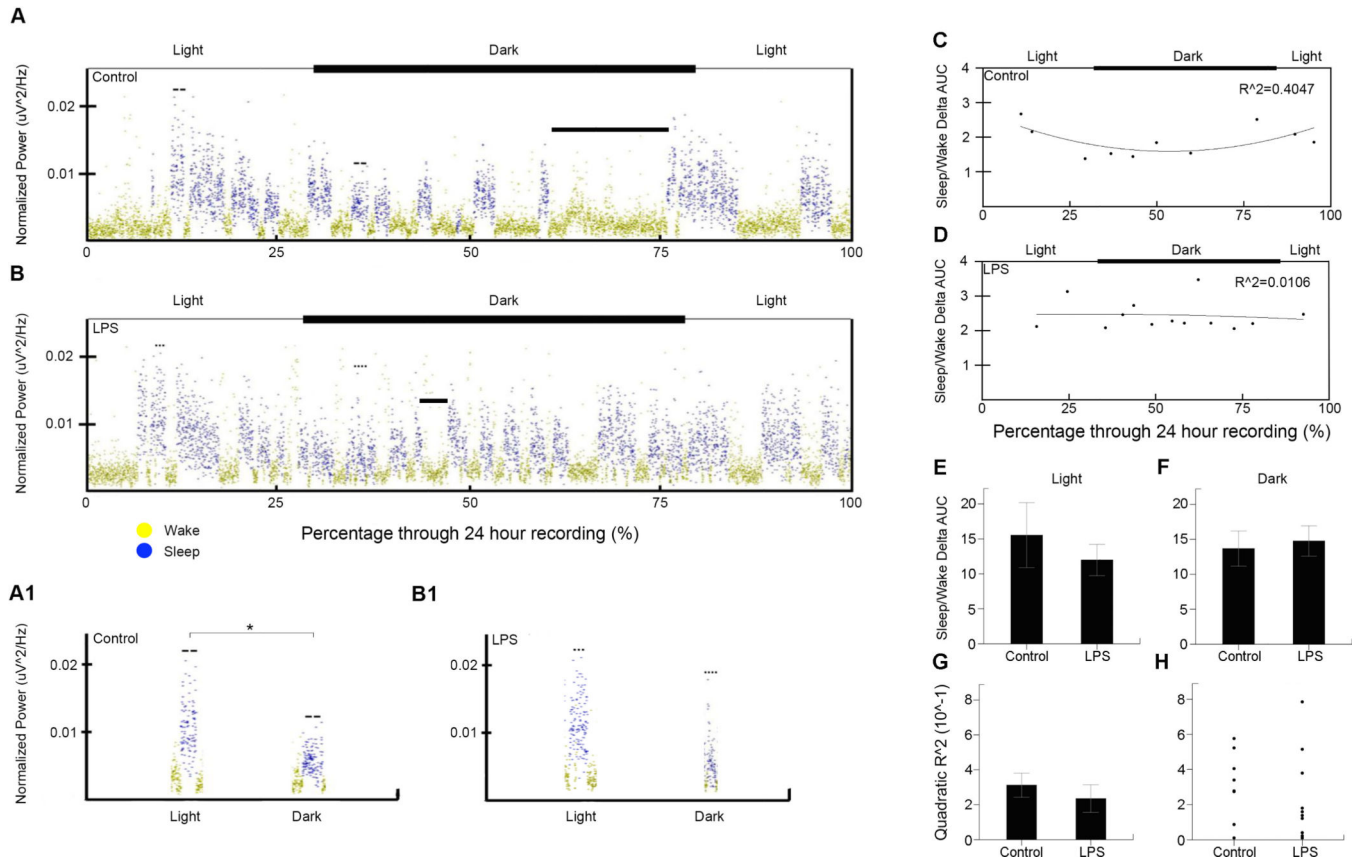 A
Light Dark Light
Control
Normalized Power (uV^2/Hz)
0.02
0.01
0 25 50 75 100
B
Light Dark Light
LPS
Normalized Power (uV^2/Hz)
0.02
0.01
0 25 50 75 100
Wake
Sleep
Percentage through 24 hour recording (%)
A1
Control
*
Normalized Power (uV^2/Hz)
0.02
0.01
Light Dark
B1
LPS
0.02
0.01
Light Dark
C
Light Dark Light
Control
R^2=0.4047
Sleep/Wake Delta AUC
4
3
2
1
0 25 50 75 100
D
Light Dark Light
LPS
R^2=0.0106
Sleep/Wake Delta AUC
4
3
2
1
0 25 50 75 100
Percentage through 24 hour recording (%)
E
Light
Sleep/Wake Delta AUC
20
15
10
5
0
Control LPS
F
Dark
20
15
10
5
0
Control LPS
G
Quadratic R^2 (10^-1)
8
6
4
2
0
Control LPS
H
8
6
4
2
0
Control LPS